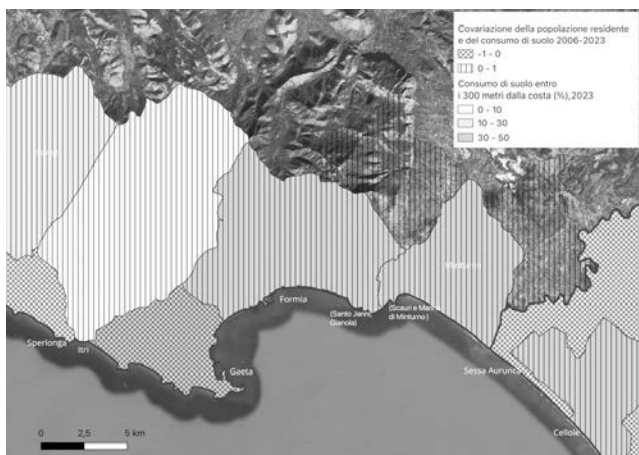 Covariazione della popolazione residente
e del consumo di suolo 2006-2023
-1 - 0
0 - 1
Consumo di suolo entro
i 300 metri dalla costa (%),2023
0 - 10
10 - 30
30 - 50
Minturno
Formia
(Santo Janni,
Gianola)
(Scauri e Marina
di Minturno)
Sperlonga
Itri
Gaeta
Sessa Aurunca
Cellole
0 2,5 5 km